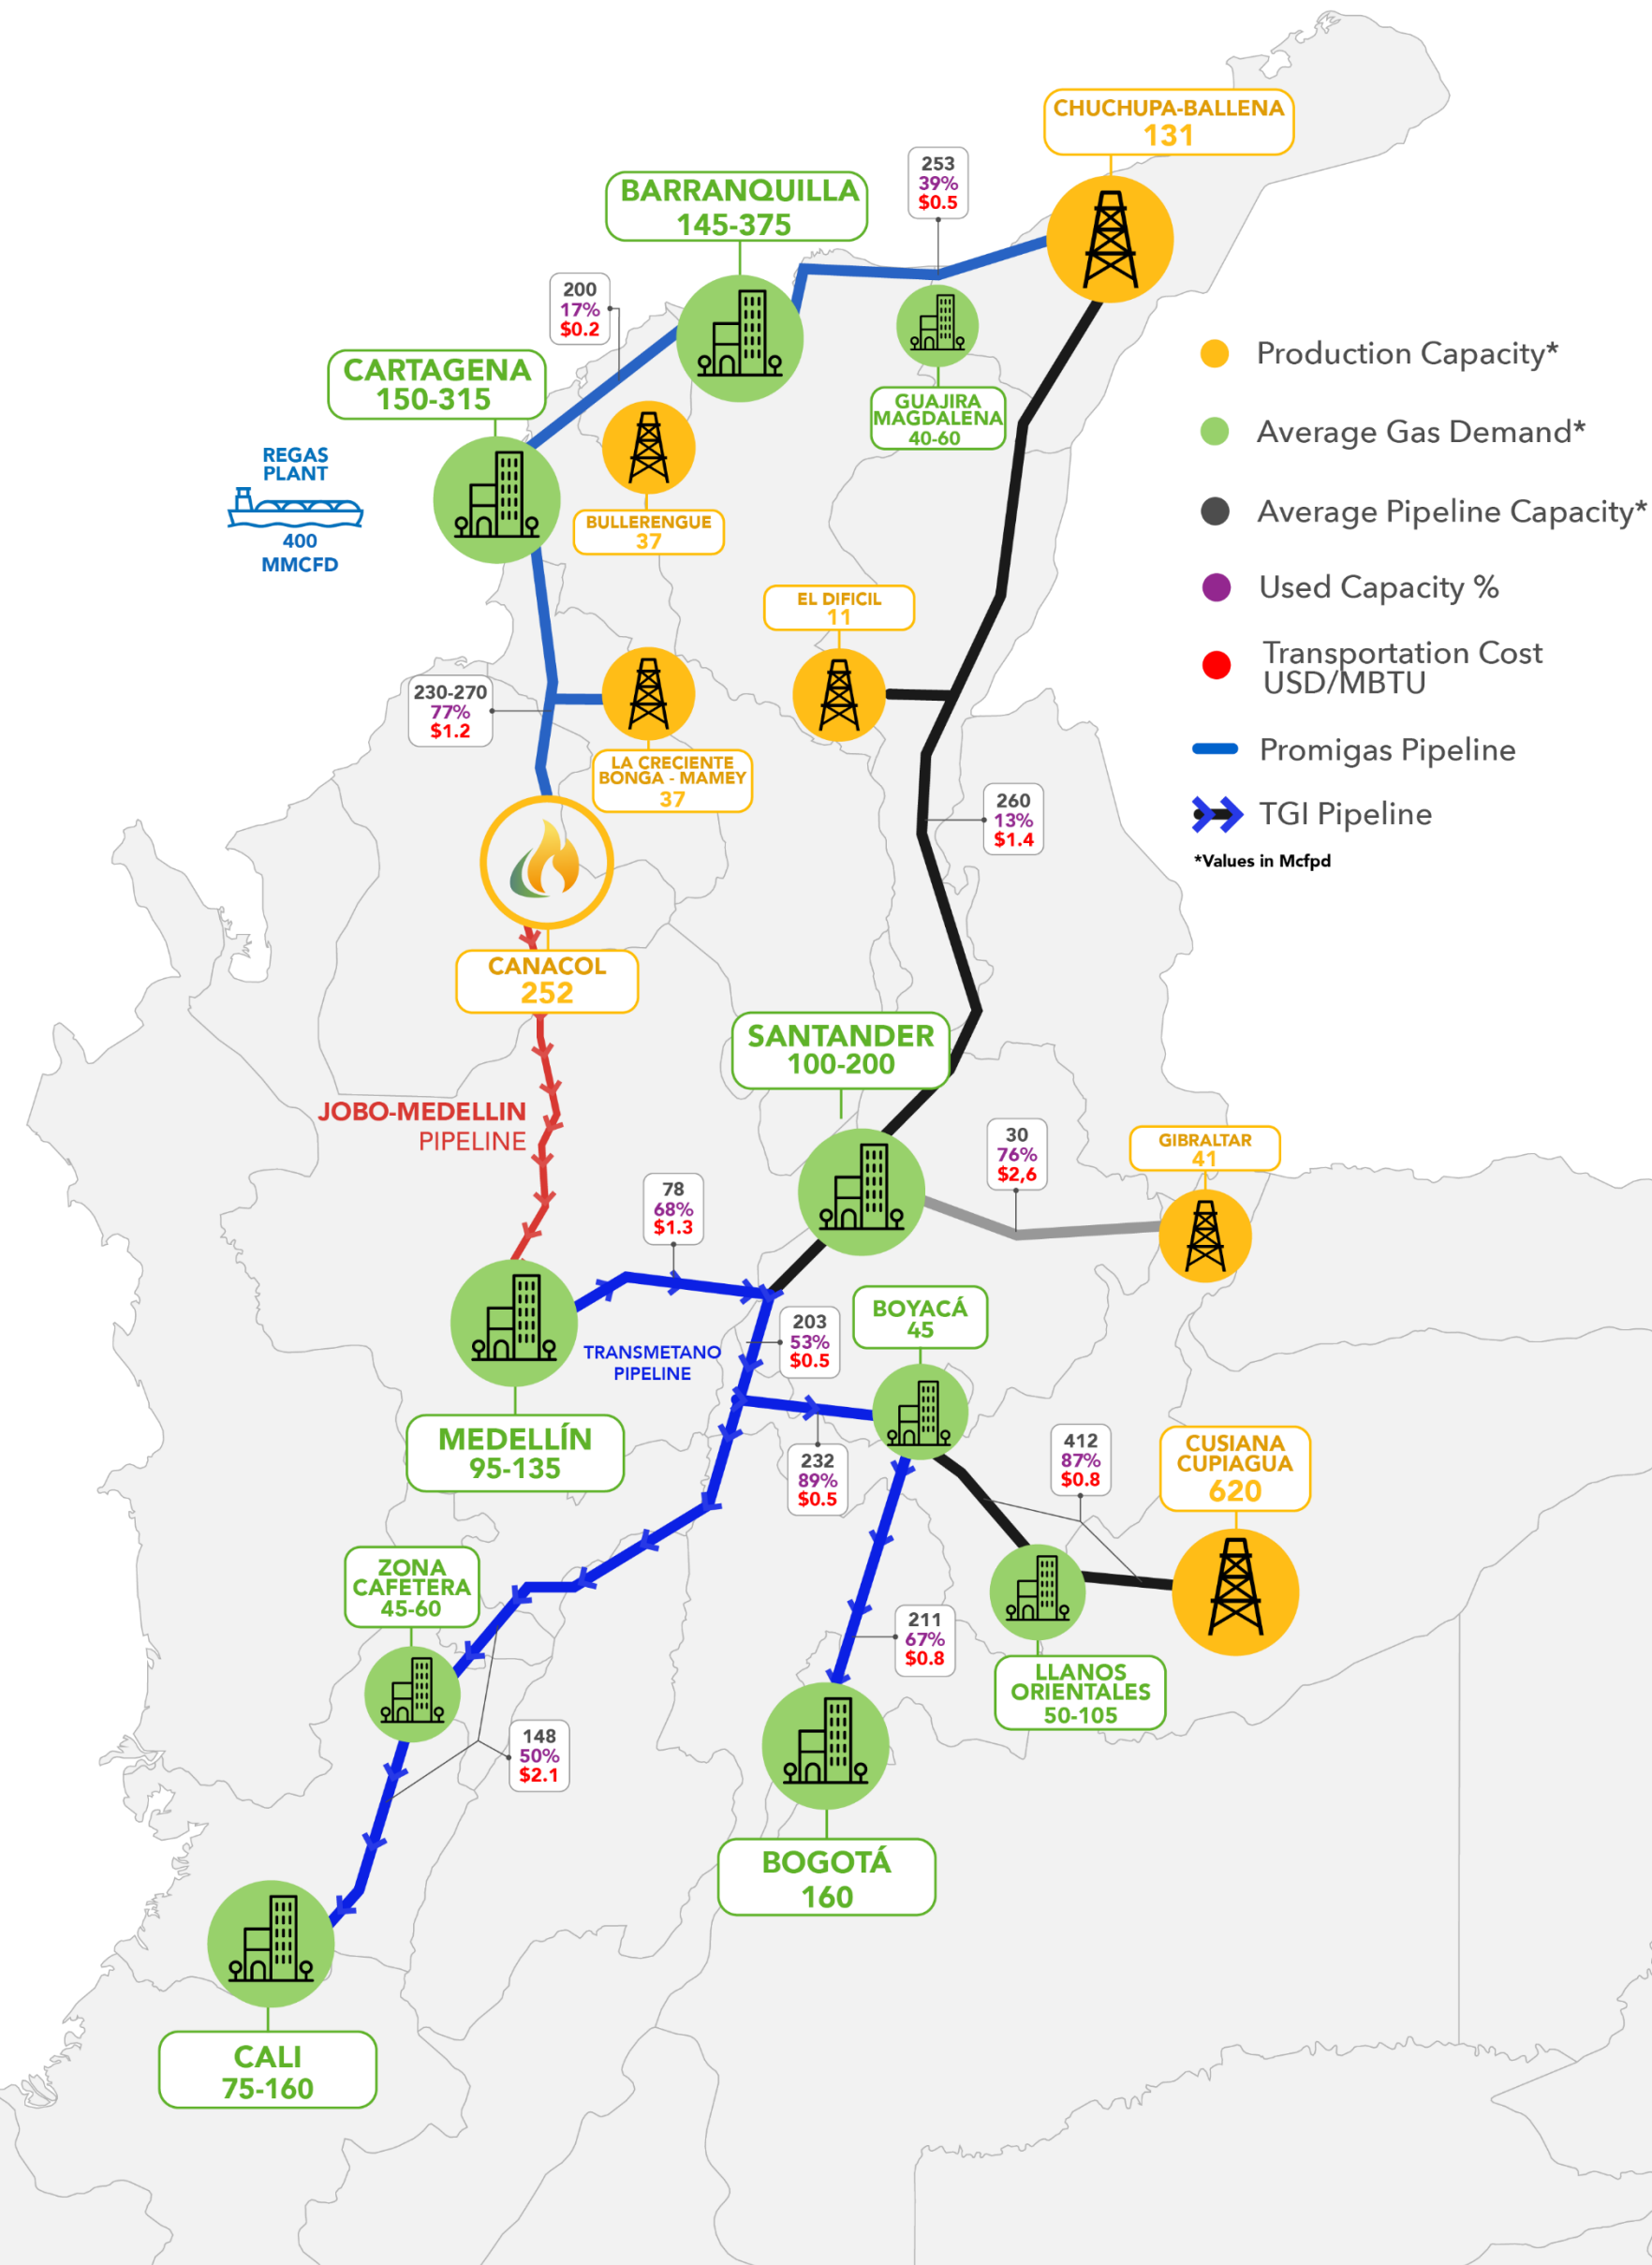 CHUCHUPA-BALLENA
131
253
39%
$0.5
BARRANQUILLA
145-375
200
17%
$0.2
CARTAGENA
150-315
GUAJIRA
MAGDALENA
40-60
REGAS
PLANT
400
MMCFD
BULLERENGUE
37
EL DIFICIL
11
230-270
77%
$1.2
LA CRECIENTE
BONGA - MAMEY
37
260
13%
$1.4
Production Capacity*
Average Gas Demand*
Average Pipeline Capacity*
Used Capacity %
Transportation Cost
USD/MBTU
Promigas Pipeline
TGI Pipeline
*Values in Mcfpd
CANACOL
252
SANTANDER
100-200
JOBO-MEDELLIN
PIPELINE
30
76%
$2,6
GIBRALTAR
41
78
68%
$1.3
TRANSMETANO
PIPELINE
203
53%
$0.5
BOYACÁ
45
MEDELLÍN
95-135
232
89%
$0.5
412
87%
$0.8
CUSIANA
CUPIAGUA
620
ZONA
CAFETERA
45-60
211
67%
$0.8
LLANOS
ORIENTALES
50-105
148
50%
$2.1
BOGOTÁ
160
CALI
75-160